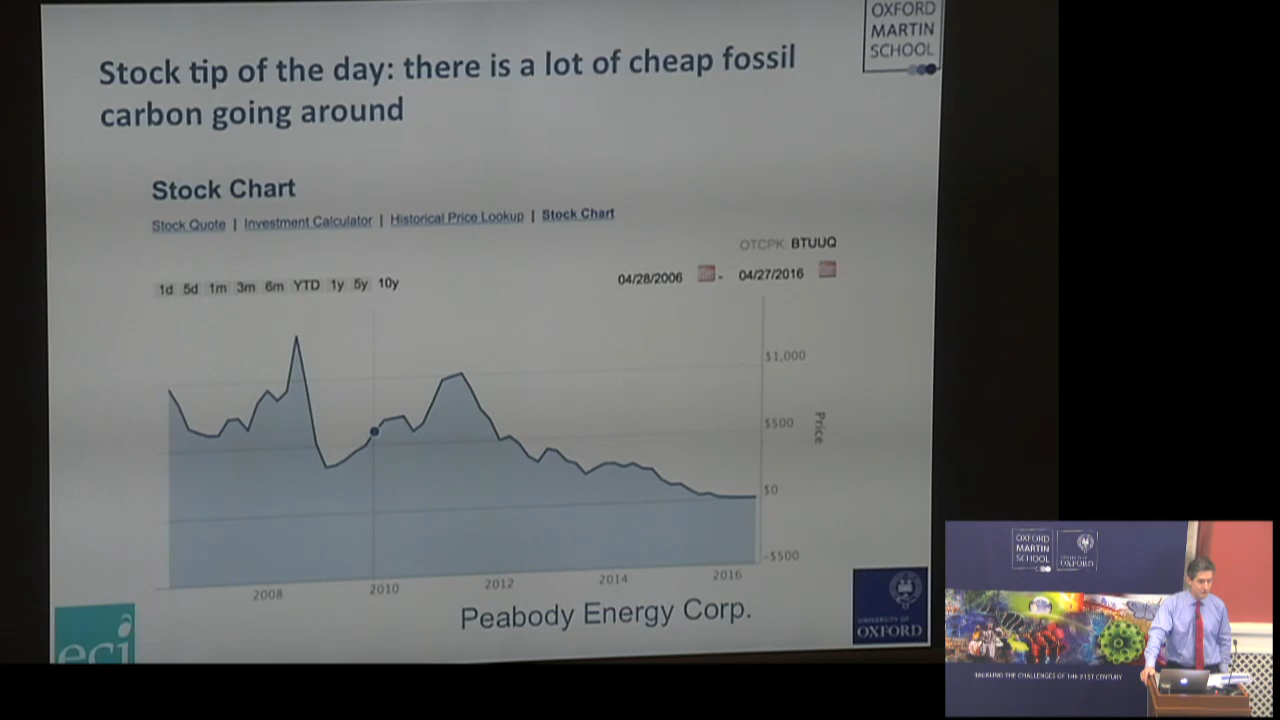 OXFORD
MARTIN
SCHOOL
Stock tip of the day: there is a lot of cheap fossil
carbon going around
Stock Chart
Stock Quote | Investment Calculator | Historical Price Lookup | Stock Chart
OTCPK: BTUUQ
04/28/2006 - 04/27/2016
1d 5d 1m 3m 6m YTD 1y 5y 10y
$1,000
$500
$0
-$500
Price
2008 2010 2012 2014 2016
Peabody Energy Corp.
eci
UNIVERSITY OF
OXFORD
OXFORD
MARTIN
SCHOOL
UNIVERSITY OF
OXFORD
TACKLING THE CHALLENGES OF THE 21ST CENTURY